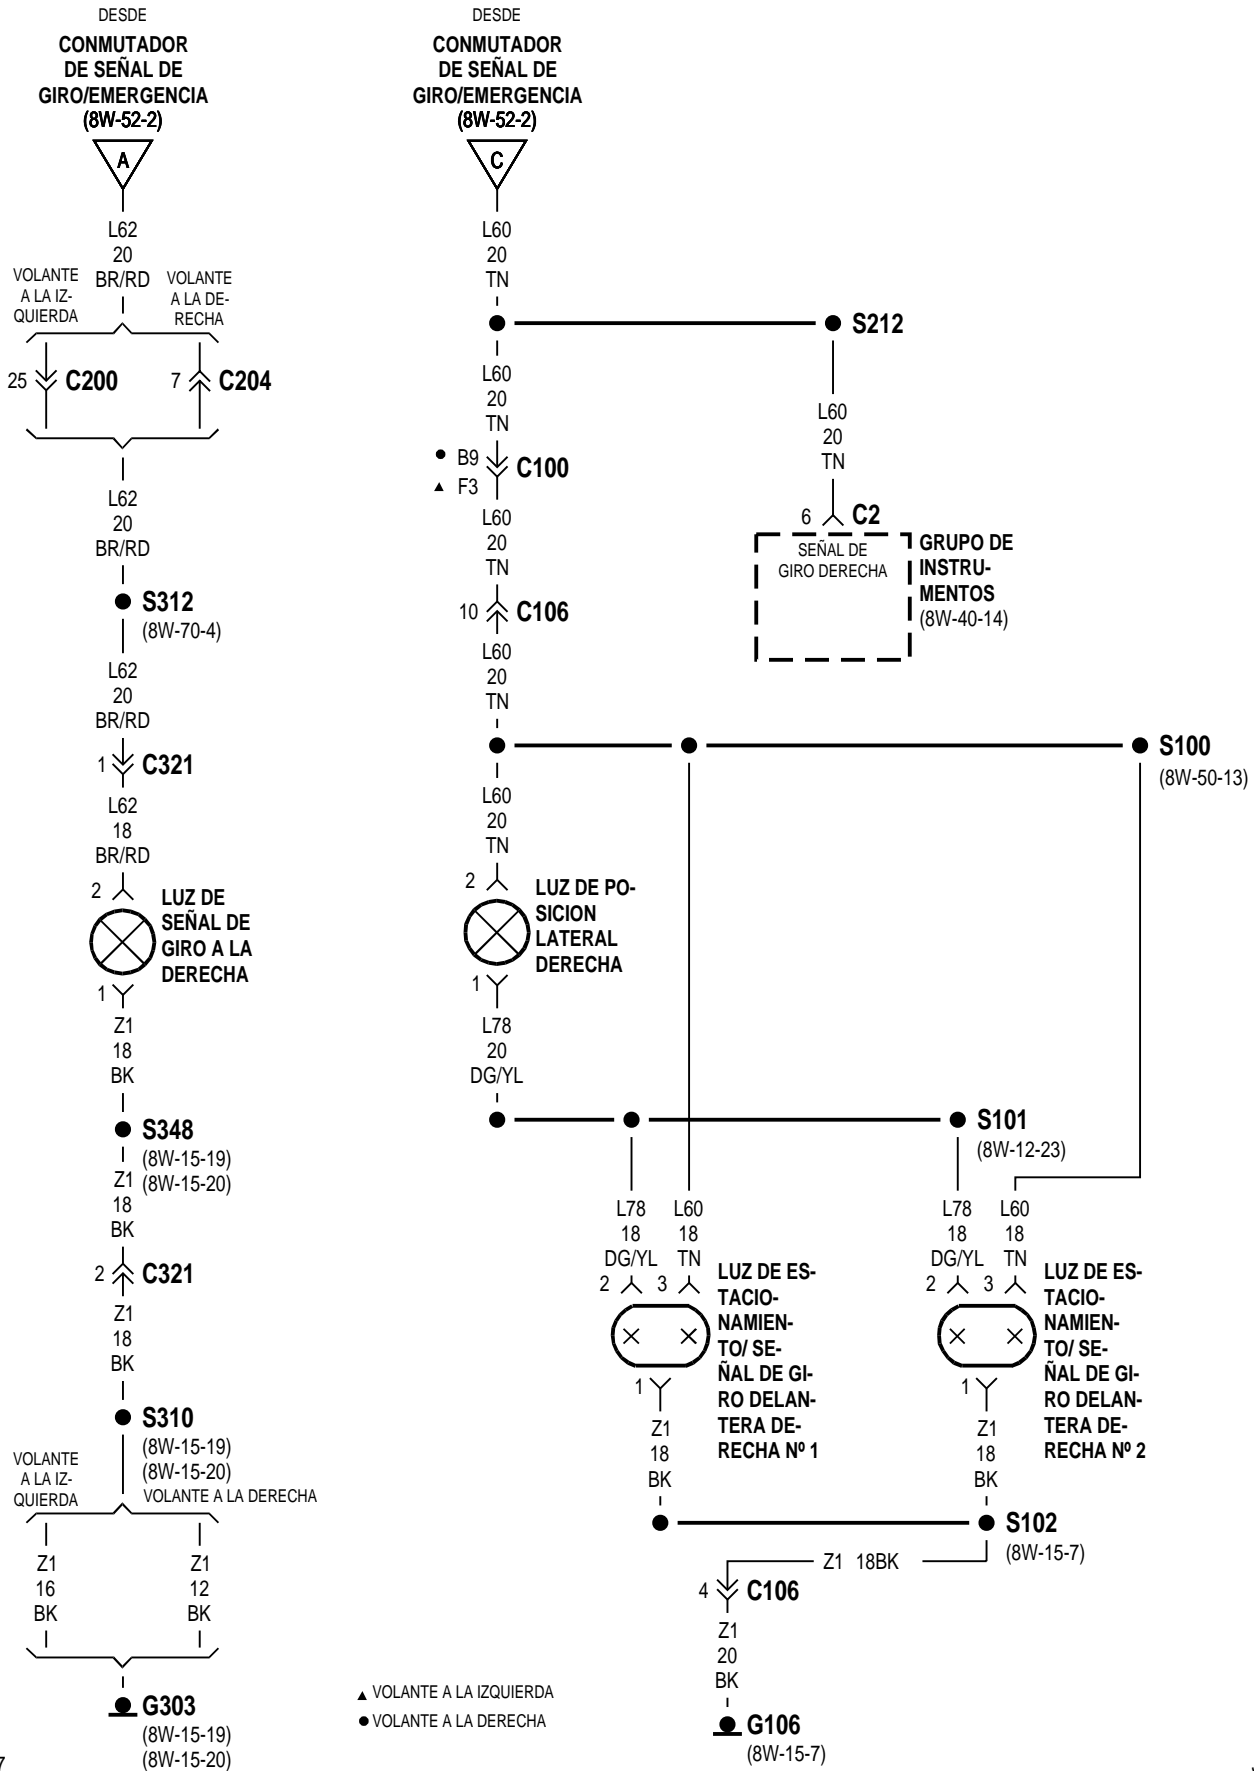 DESDE
CONMUTADOR
DE SEÑAL DE
GIRO/EMERGENCIA
(8W-52-2)
A
L62
20
BR/RD
VOLANTE
A LA IZ-
QUIERDA
VOLANTE
A LA DE-
RECHA
25
C200
7
C204
L62
20
BR/RD
S312
(8W-70-4)
L62
20
BR/RD
1
C321
L62
18
BR/RD
2
LUZ DE
SEÑAL DE
GIRO A LA
DERECHA
1
Z1
18
BK
S348
(8W-15-19)
(8W-15-20)
Z1
18
BK
2
C321
Z1
18
BK
S310
(8W-15-19)
(8W-15-20)
VOLANTE
A LA IZ-
QUIERDA
VOLANTE A LA DERECHA
Z1
16
BK
Z1
12
BK
G303
(8W-15-19)
(8W-15-20)
DESDE
CONMUTADOR
DE SEÑAL DE
GIRO/EMERGENCIA
(8W-52-2)
C
L60
20
TN
S212
L60
20
TN
B9
F3
C100
L60
20
TN
6
C2
SEÑAL DE
GIRO DERECHA
GRUPO DE
INSTRU-
MENTOS
(8W-40-14)
L60
20
TN
10
C106
L60
20
TN
S100
(8W-50-13)
L60
20
TN
2
LUZ DE PO-
SICION
LATERAL
DERECHA
1
L78
20
DG/YL
S101
(8W-12-23)
L78
18
DG/YL
L60
18
TN
2
3
LUZ DE ES-
TACIO-
NAMIEN-
TO/ SE-
ÑAL DE GI-
RO DELAN-
TERA DE-
RECHA Nº 1
1
Z1
18
BK
L78
18
DG/YL
L60
18
TN
2
3
LUZ DE ES-
TACIO-
NAMIEN-
TO/ SE-
ÑAL DE GI-
RO DELAN-
TERA DE-
RECHA Nº 2
1
Z1
18
BK
S102
(8W-15-7)
Z1 18BK
4
C106
Z1
20
BK
G106
(8W-15-7)
▲ VOLANTE A LA IZQUIERDA
● VOLANTE A LA DERECHA